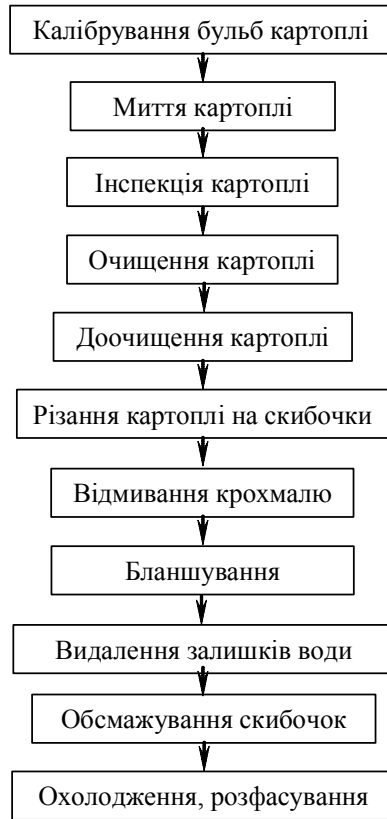 Калібрування бульб картоплі
Миття картоплі
Інспекція картоплі
Очищення картоплі
Доочищення картоплі
Різання картоплі на скибочки
Відмивання крохмалю
Бланшування
Видалення залишків води
Обсмажування скибочок
Охолодження, розфасування